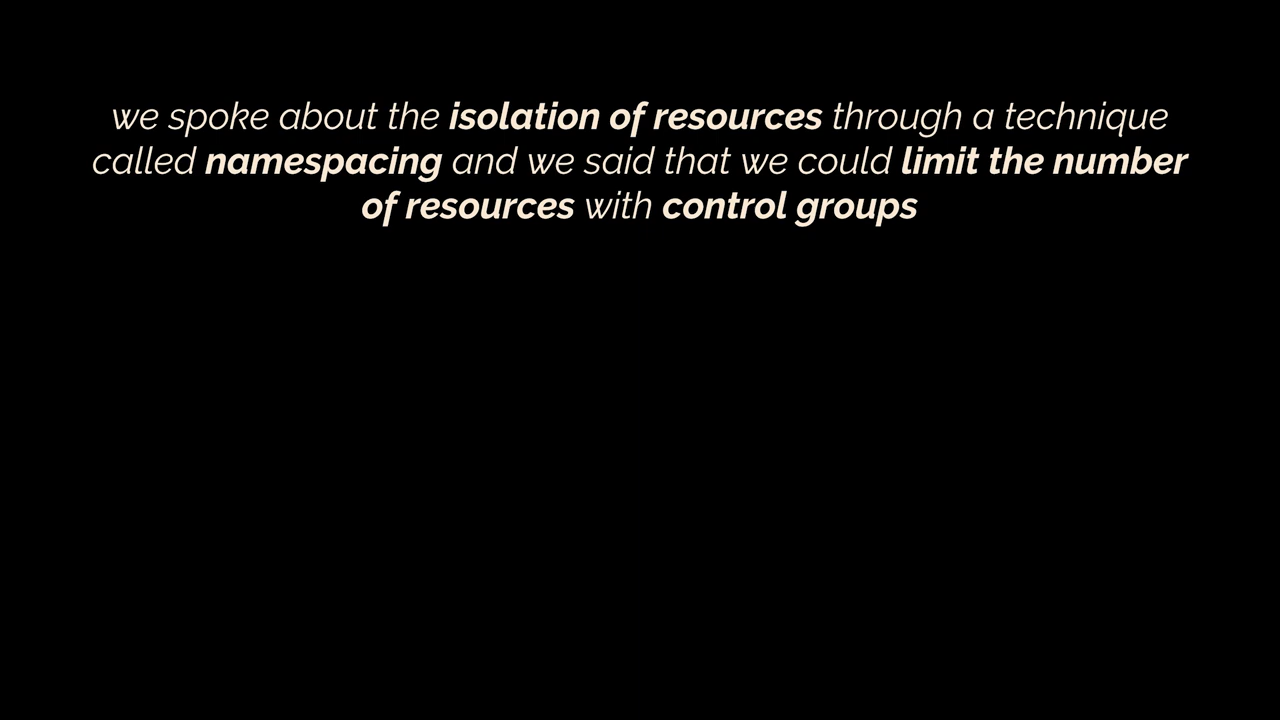 we spoke about the isolation of resources through a technique
called namespacing and we said that we could limit the number
of resources with control groups